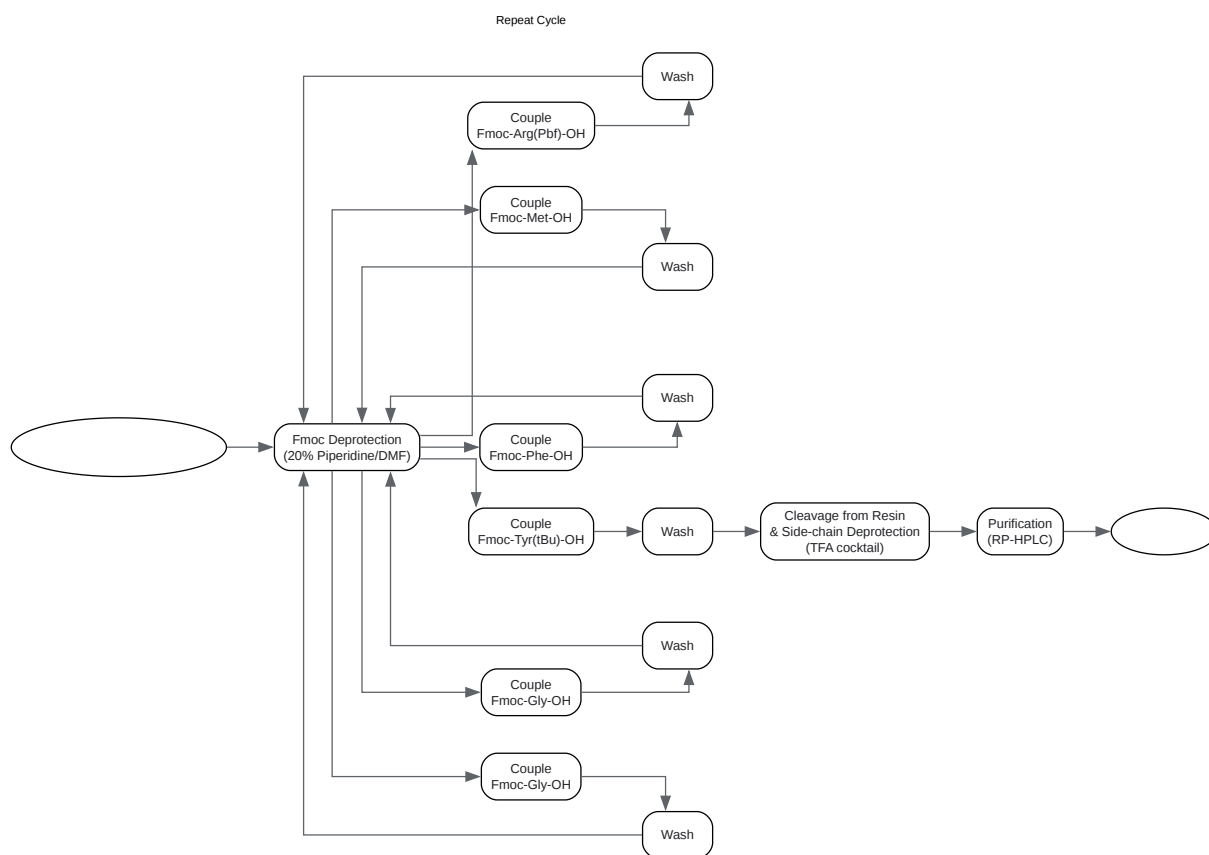 Repeat Cycle
Wash
Couple
Fmoc-Arg(Pbf)-OH
Couple
Fmoc-Met-OH
Wash
Wash
Fmoc Deprotection
(20% Piperidine/DMF)
Couple
Fmoc-Phe-OH
Couple
Fmoc-Tyr(tBu)-OH
Wash
Cleavage from Resin
& Side-chain Deprotection
(TFA cocktail)
Purification
(RP-HPLC)
Wash
Couple
Fmoc-Gly-OH
Couple
Fmoc-Gly-OH
Wash